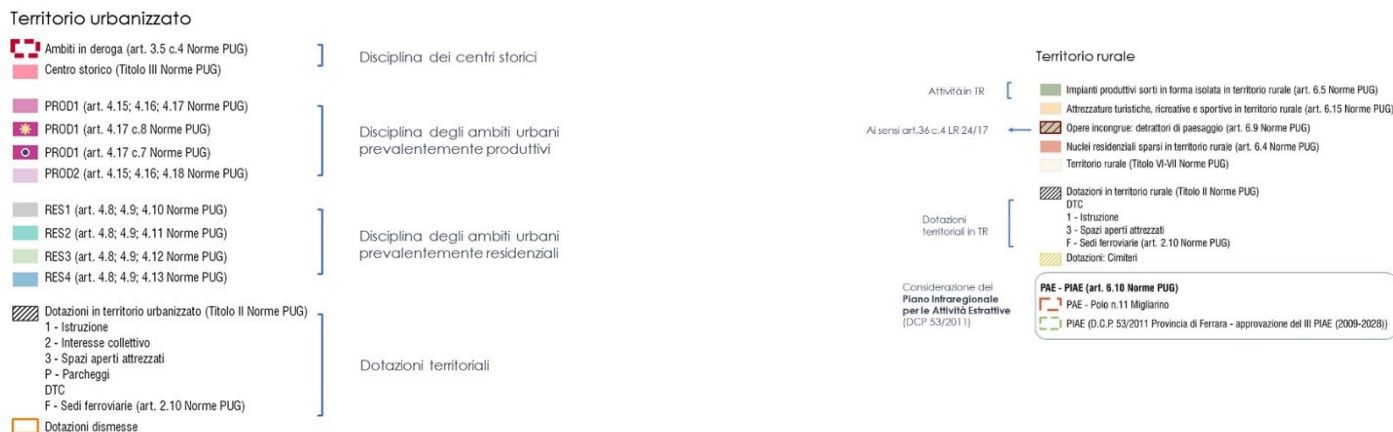 Territorio urbanizzato
Ambiti in deroga (art. 3.5 c.4 Norme PUG)
Centro storico (Titolo III Norme PUG)
Disciplina dei centri storici
PROD1 (art. 4.15; 4.16; 4.17 Norme PUG)
PROD1 (art. 4.17 c.8 Norme PUG)
PROD1 (art. 4.17 c.7 Norme PUG)
PROD2 (art. 4.15; 4.16; 4.18 Norme PUG)
Disciplina degli ambiti urbani
prevalentemente produttivi
RES1 (art. 4.8; 4.9; 4.10 Norme PUG)
RES2 (art. 4.8; 4.9; 4.11 Norme PUG)
RES3 (art. 4.8; 4.9; 4.12 Norme PUG)
RES4 (art. 4.8; 4.9; 4.13 Norme PUG)
Disciplina degli ambiti urbani
prevalentemente residenziali
Dotazioni in territorio urbanizzato (Titolo II Norme PUG)
1 - Istruzione
2 - Interesse collettivo
3 - Spazi aperti attrezzati
P - Parcheggi
DTC
F - Sedi ferroviarie (art. 2.10 Norme PUG)
Dotazioni dismesse
Dotazioni territoriali
Territorio rurale
Attività in TR
Impianti produttivi sorti in forma isolata in territorio rurale (art. 6.5 Norme PUG)
Attrezzature turistiche, ricreative e sportive in territorio rurale (art. 6.15 Norme PUG)
Ai sensi art.36 c.4 LR 24/17
Opere incongrue: detrattori di paesaggio (art. 6.9 Norme PUG)
Nuclei residenziali sparsi in territorio rurale (art. 6.4 Norme PUG)
Territorio rurale (Titolo VI-VII Norme PUG)
Dotazioni
territoriali in TR
Dotazioni in territorio rurale (Titolo II Norme PUG)
DTC
1 - Istruzione
3 - Spazi aperti attrezzati
F - Sedi ferroviarie (art. 2.10 Norme PUG)
Dotazioni: Cimiteri
Considerazione del
Piano Infraregionale
per le Attività Estrattive
(DCP 53/2011)
PAE - PIAE (art. 6.10 Norme PUG)
PAE - Polo n.11 Migliarino
PIAE (D.C.P. 53/2011 Provincia di Ferrara - approvazione del III PIAE (2009-2028))